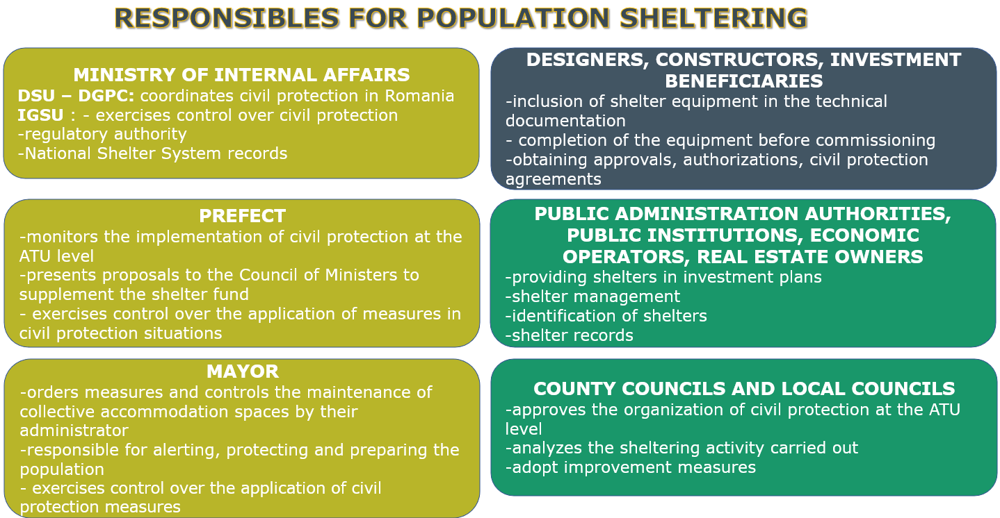 RESPONSIBLES FOR POPULATION SHELTERING
MINISTRY OF INTERNAL AFFAIRS
DSU – DGPC: coordinates civil protection in Romania
IGSU : - exercises control over civil protection
-regulatory authority
-National Shelter System records
DESIGNERS, CONSTRUCTORS, INVESTMENT
BENEFICIARIES
-inclusion of shelter equipment in the technical
documentation
- completion of the equipment before commissioning
-obtaining approvals, authorizations, civil protection
agreements
PREFECT
-monitors the implementation of civil protection at the
ATU level
-presents proposals to the Council of Ministers to
supplement the shelter fund
- exercises control over the application of measures in
civil protection situations
PUBLIC ADMINISTRATION AUTHORITIES,
PUBLIC INSTITUTIONS, ECONOMIC
OPERATORS, REAL ESTATE OWNERS
-providing shelters in investment plans
-shelter management
-identification of shelters
-shelter records
MAYOR
-orders measures and controls the maintenance of
collective accommodation spaces by their
administrator
-responsible for alerting, protecting and preparing the
population
- exercises control over the application of civil
protection measures
COUNTY COUNCILS AND LOCAL COUNCILS
-approves the organization of civil protection at the ATU
level
-analyzes the sheltering activity carried out
-adopt improvement measures